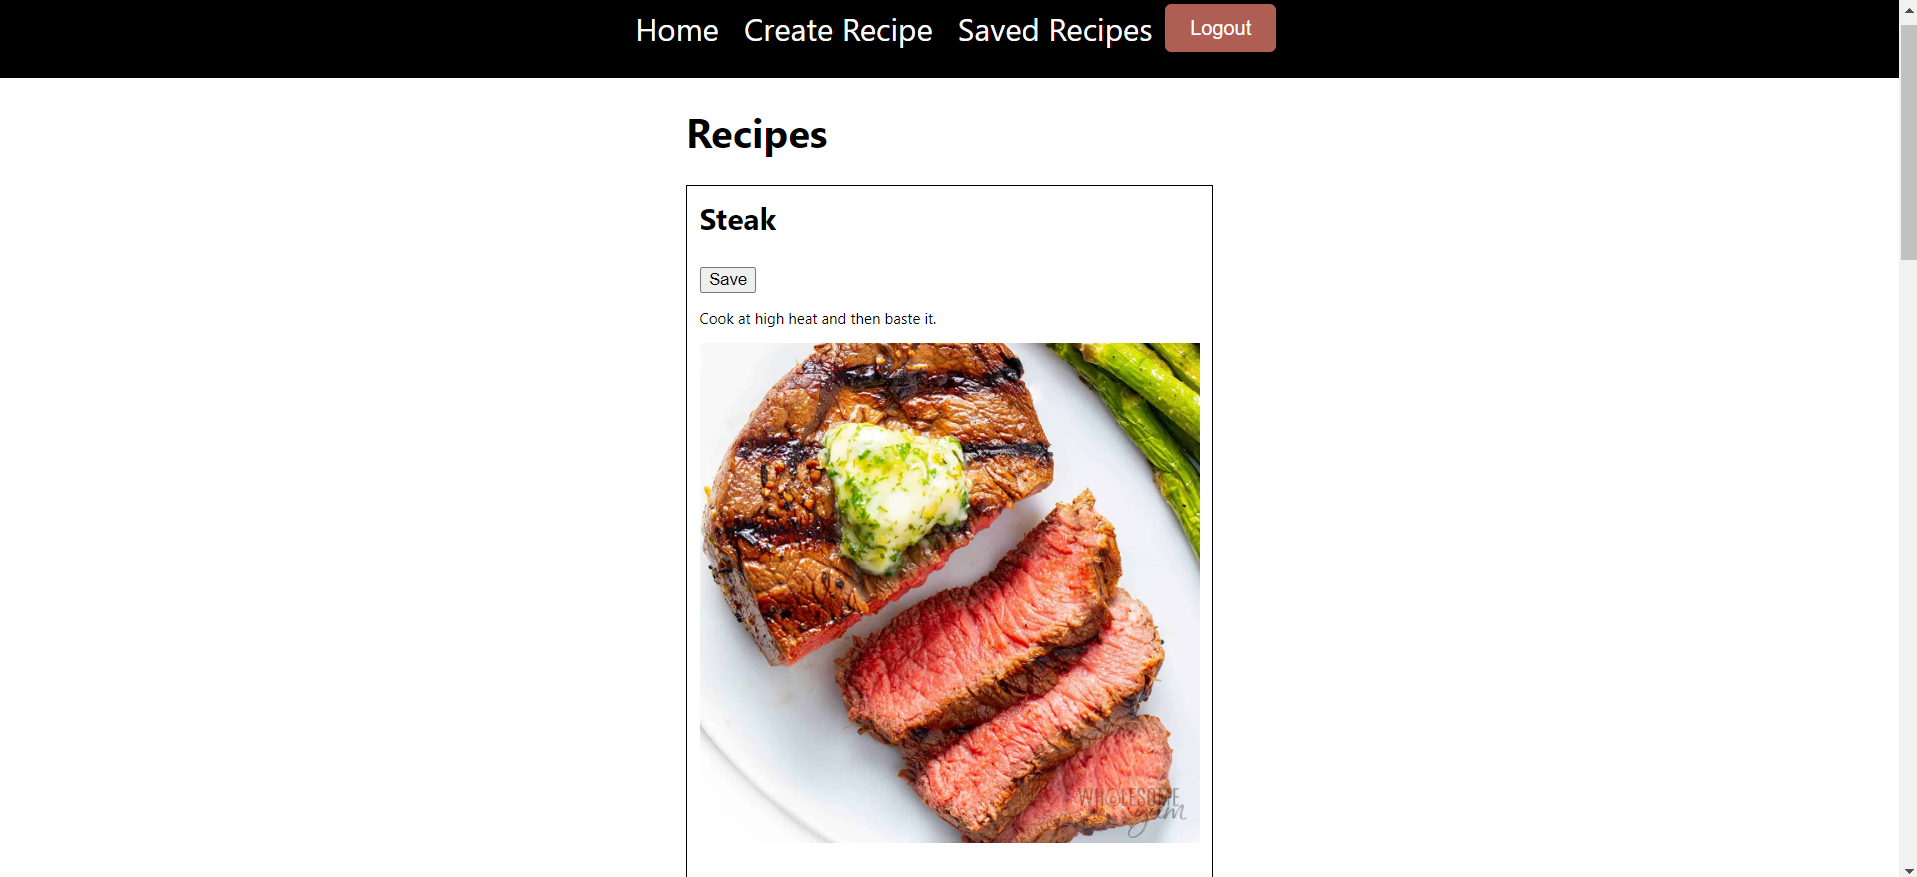 Home Create Recipe Saved Recipes Logout
Recipes
Steak
Save
Cook at high heat and then baste it.
WHOLESOME
yum